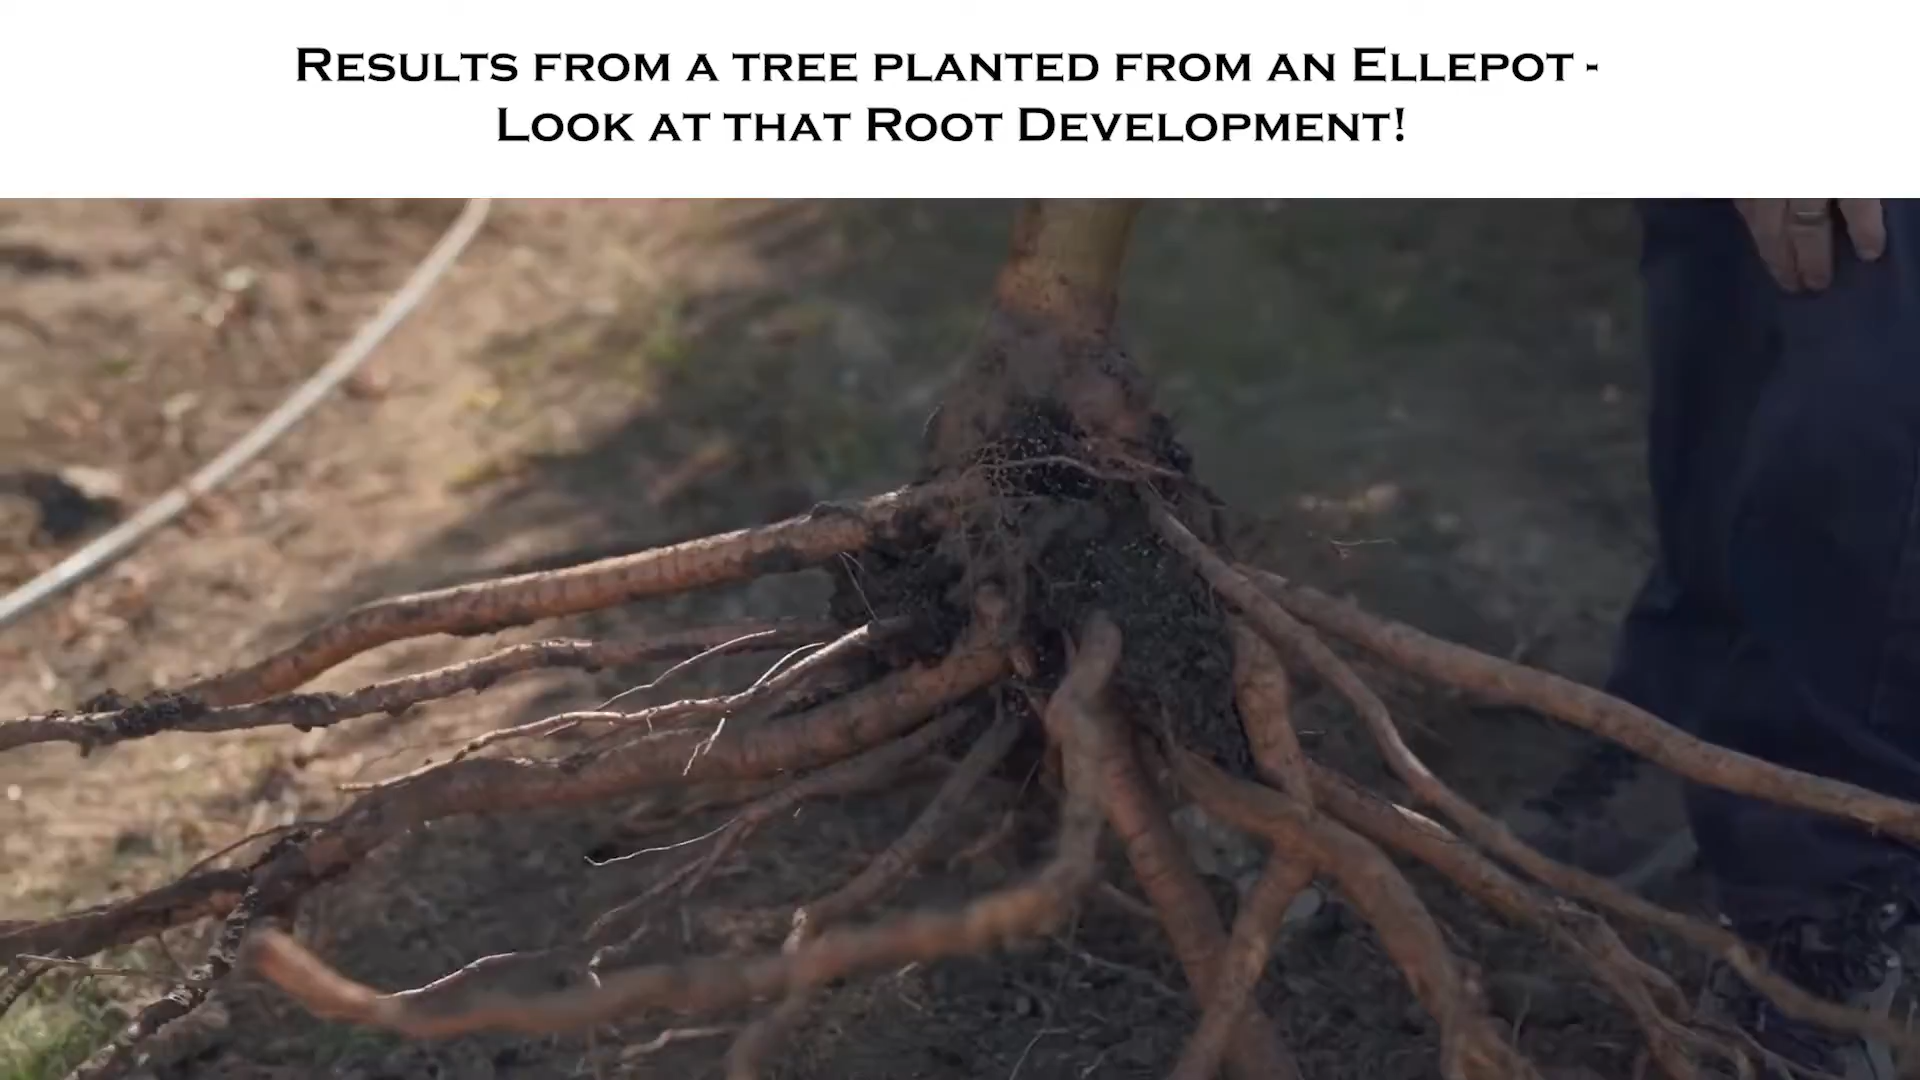 Results from a tree planted from an Ellepot -
Look at that Root Development!